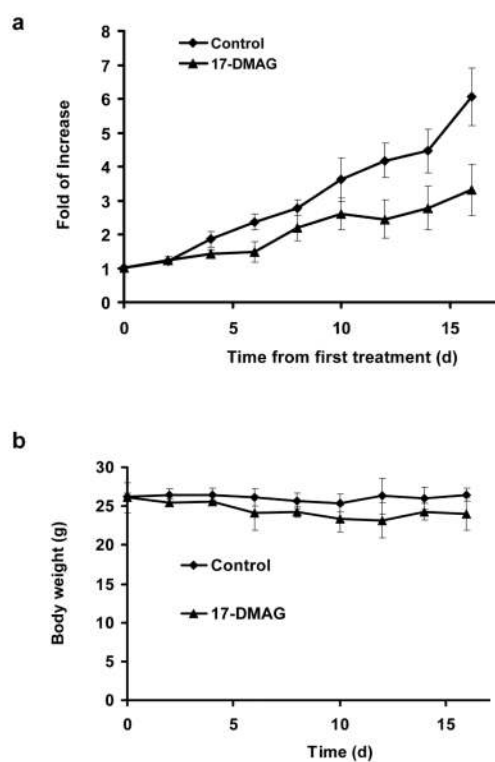 a
Control
17-DMAG
8
7
6
5
4
3
2
1
0
Fold of Increase
0 5 10 15
Time from first treatment (d)
b
30
25
20
15
10
5
0
Body weight (g)
Control
17-DMAG
0 5 10 15
Time (d)